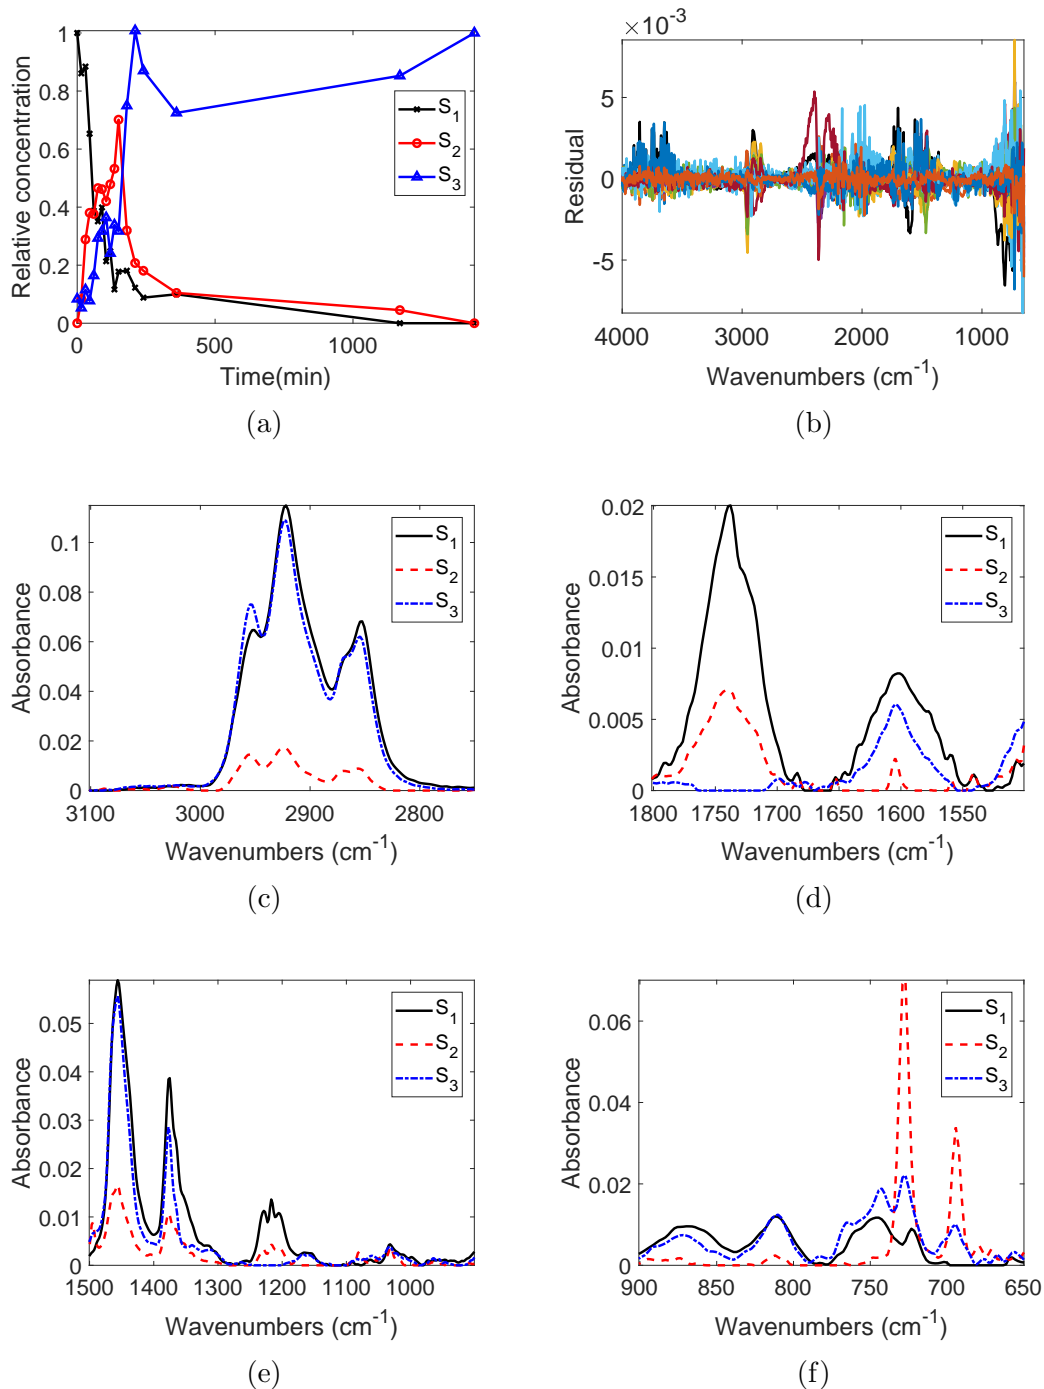 1
0.8
0.6
0.4
0.2
0
0 500 1000
Relative concentration
Time(min)
S1
S2
S3
(a)
×10-3
5
0
-5
4000 3000 2000 1000
Residual
Wavenumbers (cm-1)
(b)
0.1
0.08
0.06
0.04
0.02
0
3100 3000 2900 2800
Absorbance
Wavenumbers (cm-1)
S1
S2
S3
(c)
0.02
0.015
0.01
0.005
0
1800 1750 1700 1650 1600 1550
Absorbance
Wavenumbers (cm-1)
S1
S2
S3
(d)
0.05
0.04
0.03
0.02
0.01
0
1500 1400 1300 1200 1100 1000
Absorbance
Wavenumbers (cm-1)
S1
S2
S3
(e)
0.06
0.04
0.02
0
900 850 800 750 700 650
Absorbance
Wavenumbers (cm-1)
S1
S2
S3
(f)